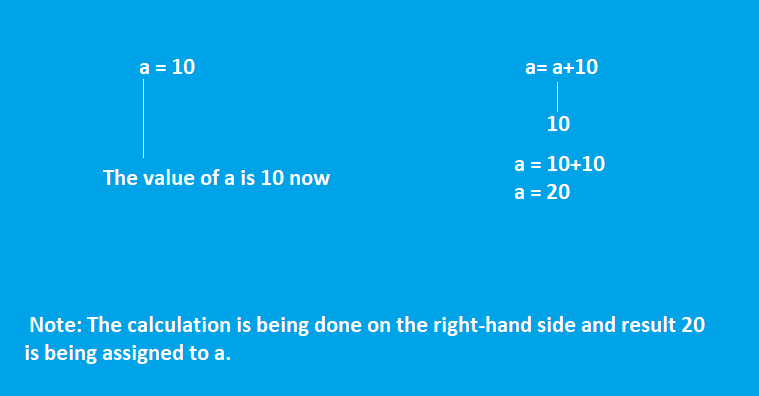 a = 10
The value of a is 10 now
a= a+10
10
a = 10+10
a = 20
Note: The calculation is being done on the right-hand side and result 20
is being assigned to a.